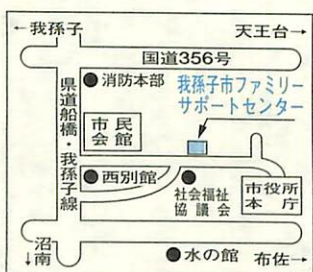 ←我孫子
天王台→
国道356号
消防本部
我孫子市ファミリー
サポートセンター
県道船橋・我孫子線
市民
会館
西別館
社会福祉
協議会
市役所
本庁
沼南
↓
水の館
布佐→